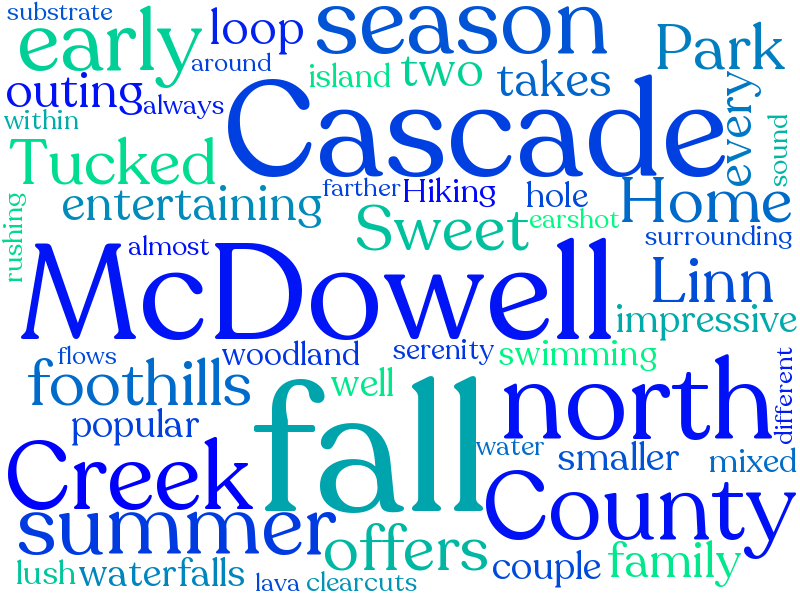 substrate
early
loop
season
Park
around
island
two
takes
outing
always
Cascade
every
within
sound
Tucked
farther
Hiking
hole
Home
entertaining
Sweet
earshot
rushing
almost
surrounding
McDowell
Linn
impressive
flows
woodland
serenity
swimming
foothills
fall
well
north
different
popular
water
smaller
mixed
Creek
County
summer
offers
couple
family
lush
waterfalls
lava
clearcuts